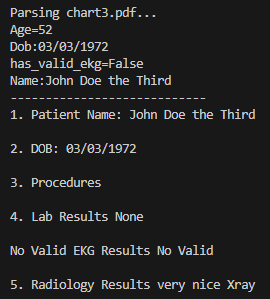 Parsing chart3.pdf...
Age=52
Dob:03/03/1972
has_valid_ekg=False
Name:John Doe the Third
----------------------------
1. Patient Name: John Doe the Third
2. DOB: 03/03/1972
3. Procedures
4. Lab Results None
No Valid EKG Results No Valid
5. Radiology Results very nice Xray